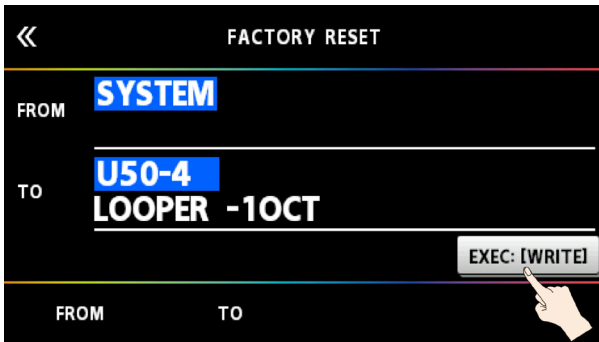 FACTORY RESET
FROM
SYSTEM
TO
U50-4
LOOPER -1OCT
EXEC: [WRITE]
FROM TO